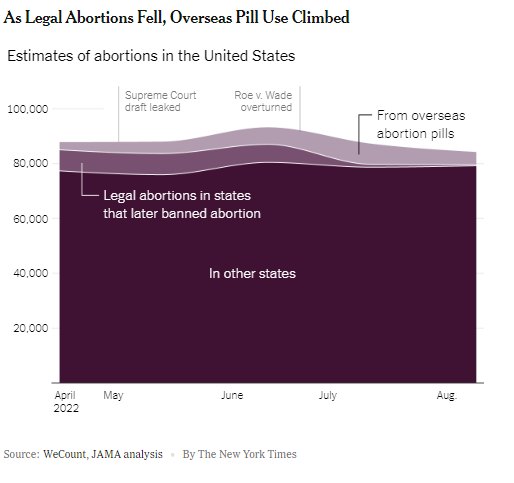 As Legal Abortions Fell, Overseas Pill Use Climbed
Estimates of abortions in the United States
Supreme Court
draft leaked
Roe v. Wade
overturned
100,000
From overseas
abortion pills
80,000
Legal abortions in states
that later banned abortion
60,000
In other states
40,000
20,000
April
2022
May
June
July
Aug.
Source: WeCount, JAMA analysis • By The New York Times